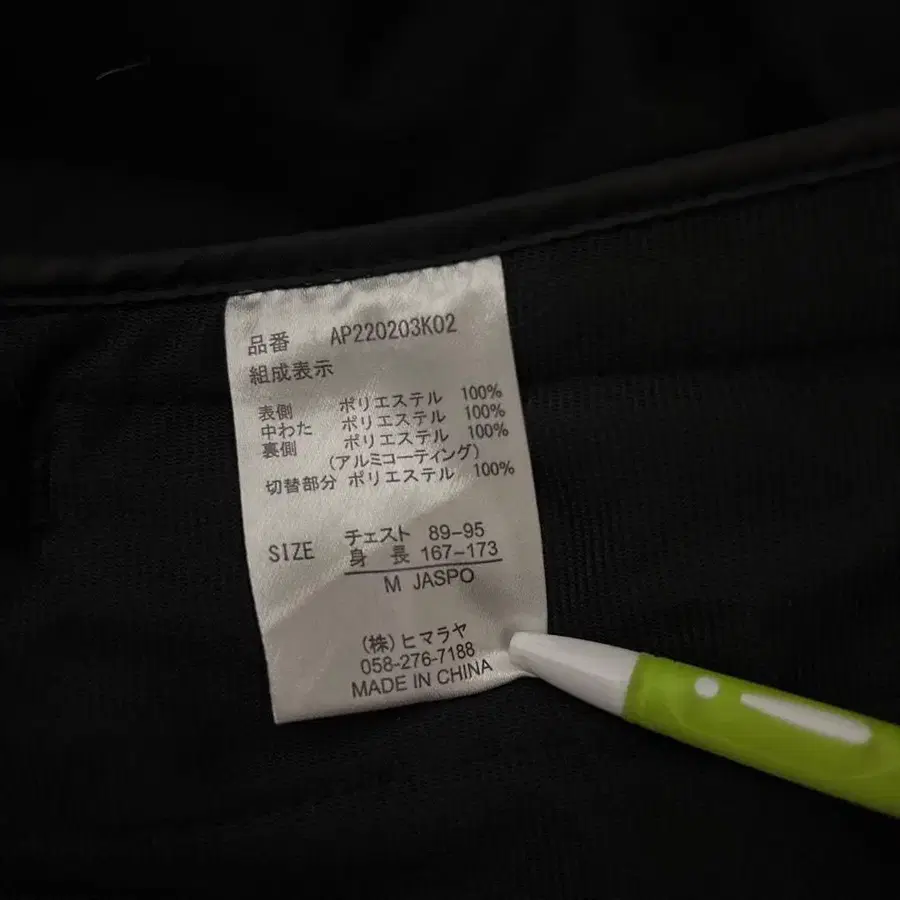 品番 AP220203K02
組成表示
表側 ポリエステル 100%
中わた ポリエステル 100%
裏側 ポリエステル 100%
(アルミコーティング)
切替部分 ポリエステル 100%
SIZE チェスト 89-95
身長 167-173
M JASPO
(株)ヒマラヤ
058-276-7188
MADE IN CHINA